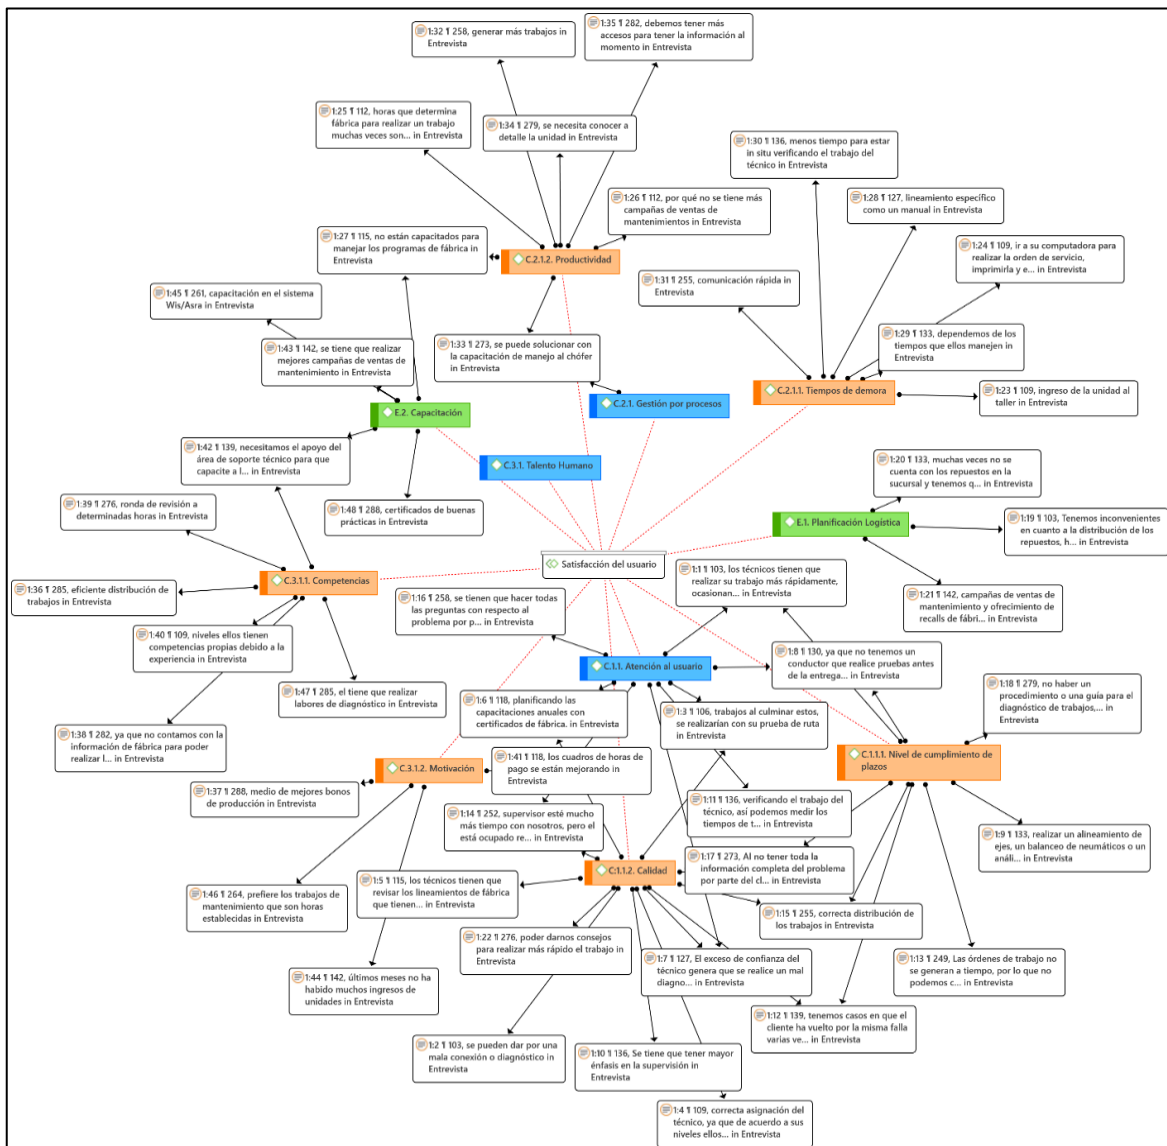 1:32 ¶ 258, generar más trabajos in
Entrevista
1:35 ¶ 282, debemos tener más
accesos para tener la información al
momento in Entrevista
1:25 ¶ 112, horas que determina
fábrica para realizar un trabajo
muchas veces son... in Entrevista
1:34 ¶ 279, se necesita conocer a
detalle la unidad in Entrevista
1:30 ¶ 136, menos tiempo para estar
in situ verificando el trabajo del
técnico in Entrevista
1:28 ¶ 127, lineamiento específico
como un manual in Entrevista
1:26 ¶ 112, por qué no se tiene más
campañas de ventas de
mantenimientos in Entrevista
1:27 ¶ 115, no están capacitados para
manejar los programas de fábrica in
Entrevista
C.2.1.2. Productividad
1:24 ¶ 109, ir a su computadora para
realizar la orden de servicio,
imprimirla y e... in Entrevista
1:31 ¶ 255, comunicación rápida in
Entrevista
1:45 ¶ 261, capacitación en el sistema
Wis/Asra in Entrevista
1:29 ¶ 133, dependemos de los
tiempos que ellos manejen in
Entrevista
1:33 ¶ 273, se puede solucionar con
la capacitación de manejo al chófer
in Entrevista
1:43 ¶ 142, se tiene que realizar
mejores campañas de ventas de
mantenimiento in Entrevista
C.2.1.1. Tiempos de demora
1:23 ¶ 109, ingreso de la unidad al
taller in Entrevista
C.2.1. Gestión por procesos
E.2. Capacitación
1:42 ¶ 139, necesitamos el apoyo del
área de soporte técnico para que
capacite a l... in Entrevista
C.3.1. Talento Humano
1:20 ¶ 133, muchas veces no se
cuenta con los repuestos en la
sucursal y tenemos q... in
Entrevista
1:39 ¶ 276, ronda de revisión a
determinadas horas in Entrevista
1:48 ¶ 288, certificados de buenas
prácticas in Entrevista
E.1. Planificación Logística
1:19 ¶ 103, Tenemos inconvenientes
en cuanto a la distribución de los
repuestos, h... in Entrevista
Satisfacción del usuario
1:36 ¶ 285, eficiente distribución de
trabajos in Entrevista
C.3.1.1. Competencias
1:1 ¶ 103, los técnicos tienen que
realizar su trabajo más rápidamente,
ocasionan... in Entrevista
1:16 ¶ 258, se tienen que hacer todas
las preguntas con respecto al
problema por p... in Entrevista
1:21 ¶ 142, campañas de ventas de
mantenimiento y ofrecimiento de
recalls de fábri... in Entrevista
1:40 ¶ 109, niveles ellos tienen
competencias propias debido a la
experiencia in Entrevista
1:8 ¶ 130, ya que no tenemos un
conductor que realice pruebas antes
de la entrega... in Entrevista
C.1.1. Atención al usuario
1:47 ¶ 285, el tiene que realizar
labores de diagnóstico in Entrevista
1:6 ¶ 118, planificando las
capacitaciones anuales con
certificados de fábrica. in Entrevista
1:3 ¶ 106, trabajos al culminar estos,
se realizarían con su prueba de ruta
in Entrevista
1:18 ¶ 279, no haber un
procedimiento o una guía para el
diagnóstico de trabajos,... in
Entrevista
1:38 ¶ 282, ya que no contamos con la
información de fábrica para poder
realizar l... in Entrevista
1:41 ¶ 118, los cuadros de horas de
pago se están mejorando in
Entrevista
C.3.1.2. Motivación
C.1.1.1. Nivel de cumplimiento de
plazos
1:37 ¶ 288, medio de mejores bonos
de producción in Entrevista
1:14 ¶ 252, supervisor esté mucho
más tiempo con nosotros, pero el
está ocupado re... in Entrevista
1:11 ¶ 136, verificando el trabajo del
técnico, así podemos medir los
tiempos de t... in Entrevista
1:9 ¶ 133, realizar un alineamiento de
ejes, un balanceo de neumáticos o un
análi... in Entrevista
1:17 ¶ 273, Al no tener toda la
información completa del problema
por parte del cl... in Entrevista
C:1.1.2. Calidad
1:5 ¶ 115, los técnicos tienen que
revisar los lineamientos de fábrica
que tienen... in Entrevista
1:46 ¶ 264, prefiere los trabajos de
mantenimiento que son horas
establecidas in Entrevista
1:15 ¶ 255, correcta distribución de
los trabajos in Entrevista
1:22 ¶ 276, poder darnos consejos
para realizar más rápido el trabajo in
Entrevista
1:7 ¶ 127, El exceso de confianza del
técnico genera que se realice un mal
diagno... in Entrevista
1:13 ¶ 249, Las órdenes de trabajo no
se generan a tiempo, por lo que no
podemos c... in Entrevista
1:44 ¶ 142, últimos meses no ha
habido muchos ingresos de
unidades in Entrevista
1:12 ¶ 139, tenemos casos en que el
cliente ha vuelto por la misma falla
varias ve... in Entrevista
1:2 ¶ 103, se pueden dar por una
mala conexión o diagnóstico in
Entrevista
1:10 ¶ 136, Se tiene que tener mayor
énfasis en la supervisión in
Entrevista
1:4 ¶ 109, correcta asignación del
técnico, ya que de acuerdo a sus
niveles ellos... in Entrevista